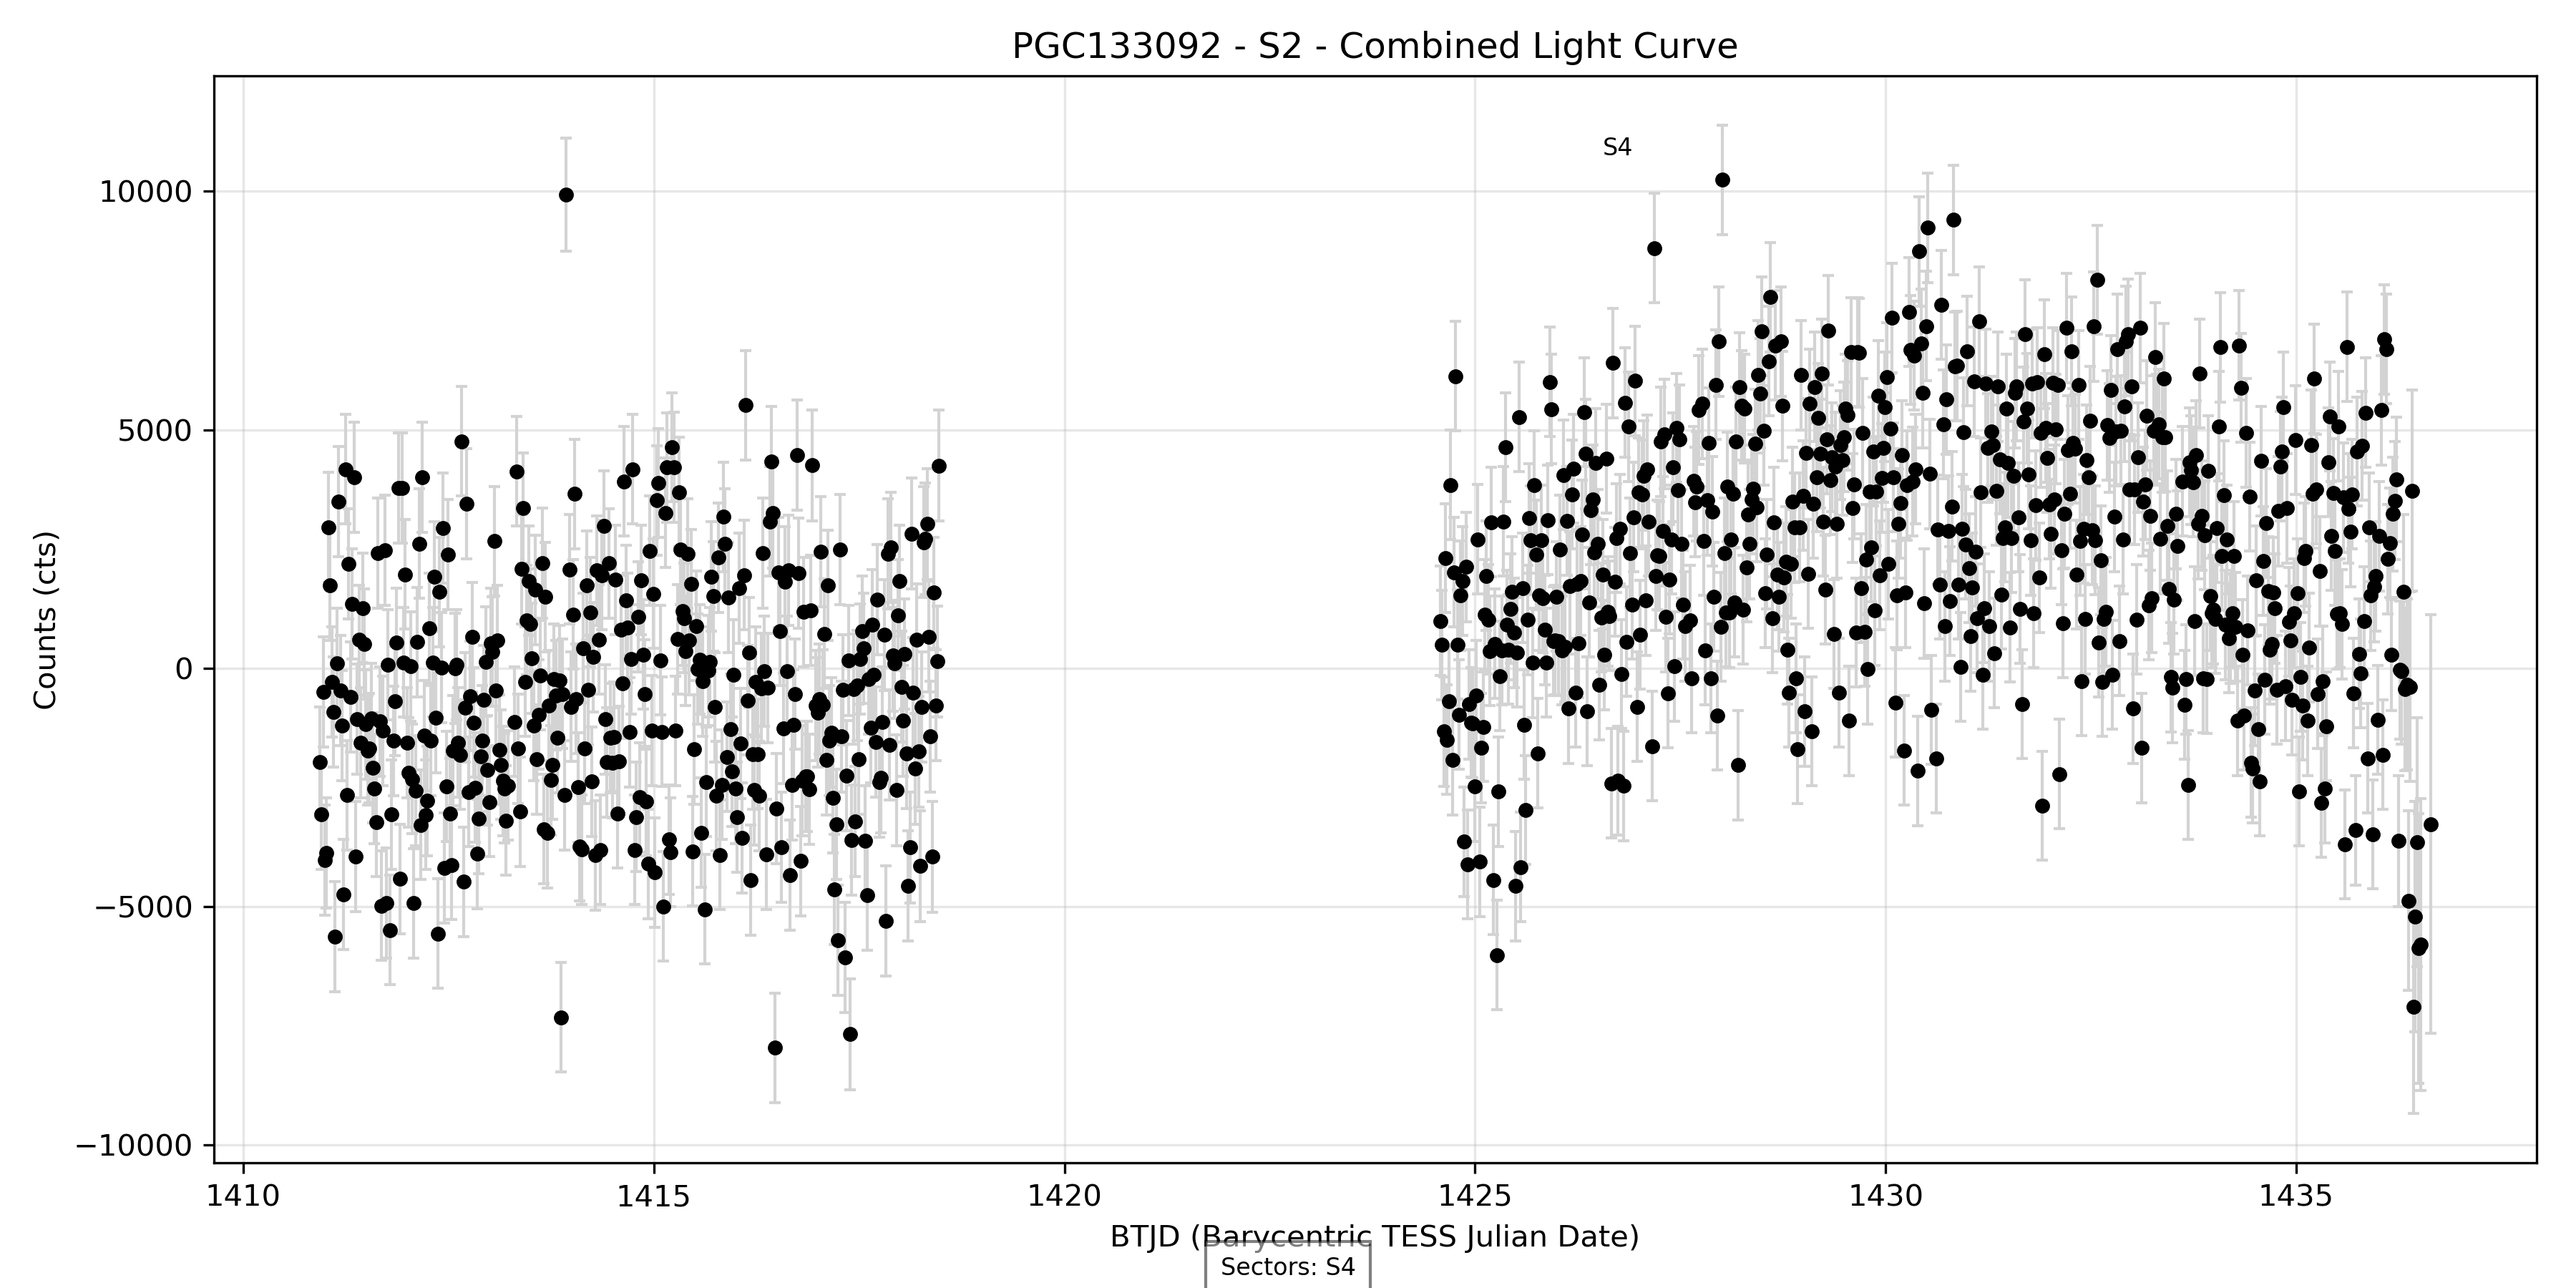 PGC133092 - S2 - Combined Light Curve
S4
10000
5000
0
−5000
−10000
Counts (cts)
1410 1415 1420 1425 1430 1435
BTJD (Barycentric TESS Julian Date)
Sectors: S4